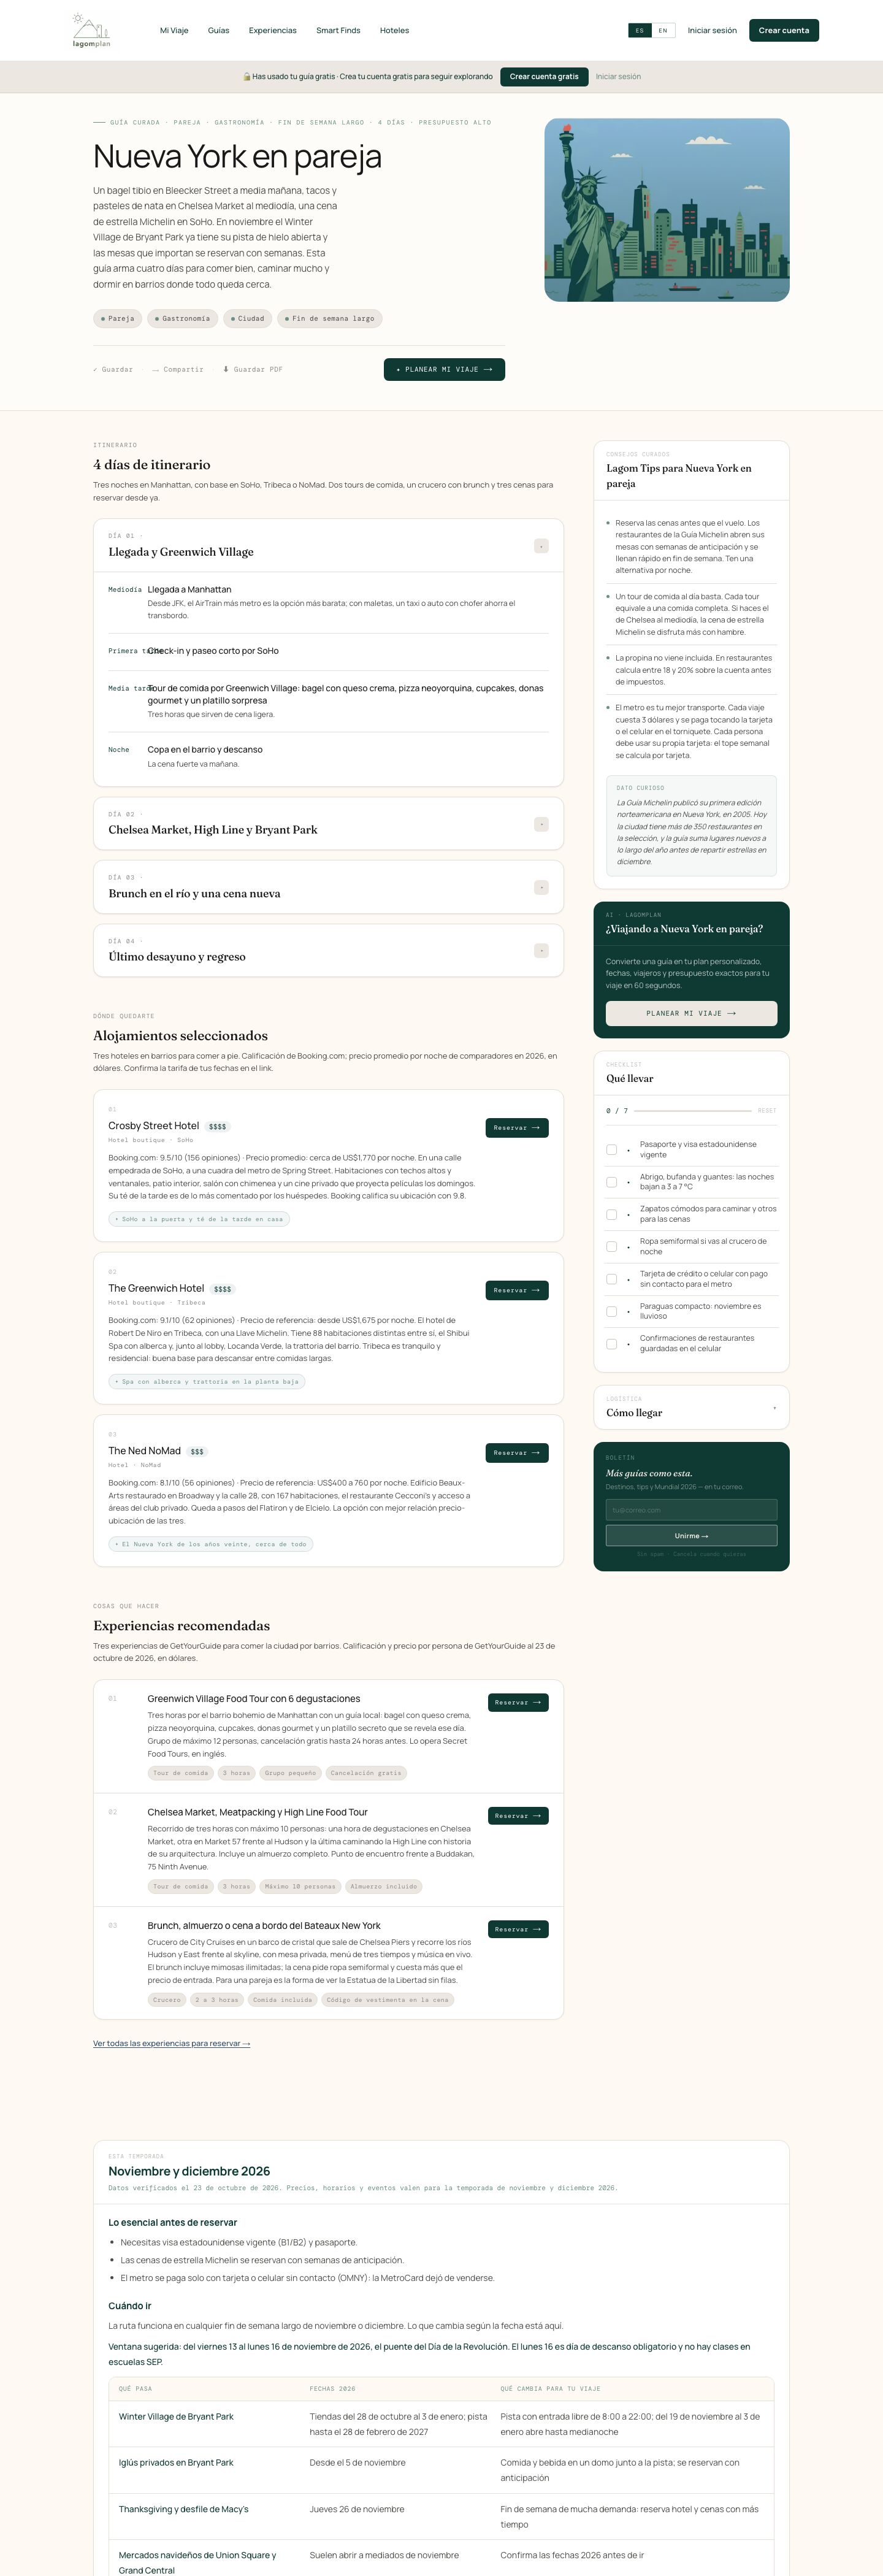 lagomplan
Mi Viaje
Guías
Experiencias
Smart Finds
Hoteles
ES
EN
Iniciar sesión
Crear cuenta
Has usado tu guía gratis · Crea tu cuenta gratis para seguir explorando
Crear cuenta gratis
Iniciar sesión
GUÍA CURADA · PAREJA · GASTRONOMÍA · FIN DE SEMANA LARGO · 4 DÍAS · PRESUPUESTO ALTO
Nueva York en pareja
Un bagel tibio en Bleecker Street a media mañana, tacos y
pasteles de nata en Chelsea Market al mediodía, una cena
de estrella Michelin en SoHo. En noviembre el Winter
Village de Bryant Park ya tiene su pista de hielo abierta y
las mesas que importan se reservan con semanas. Esta
guía arma cuatro días para comer bien, caminar mucho y
dormir en barrios donde todo queda cerca.
Pareja
Gastronomía
Ciudad
Fin de semana largo
✓ Guardar
Compartir
⬇ Guardar PDF
✦ PLANEAR MI VIAJE ⟶
ITINERARIO
4 días de itinerario
Tres noches en Manhattan, con base en SoHo, Tribeca o NoMad. Dos tours de comida, un crucero con brunch y tres cenas para
reservar desde ya.
DÍA 01 ·
Llegada y Greenwich Village
Mediodía
Llegada a Manhattan
Desde JFK, el AirTrain más metro es la opción más barata; con maletas, un taxi o auto con chofer ahorra el
transbordo.
Primera tarde
Check-in y paseo corto por SoHo
Media tarde
Tour de comida por Greenwich Village: bagel con queso crema, pizza neoyorquina, cupcakes, donas
gourmet y un platillo sorpresa
Tres horas que sirven de cena ligera.
Noche
Copa en el barrio y descanso
La cena fuerte va mañana.
DÍA 02 ·
Chelsea Market, High Line y Bryant Park
DÍA 03 ·
Brunch en el río y una cena nueva
DÍA 04 ·
Último desayuno y regreso
DÓNDE QUEDARTE
Alojamientos seleccionados
Tres hoteles en barrios para comer a pie. Calificación de Booking.com; precio promedio por noche de comparadores en 2026, en
dólares. Confirma la tarifa de tus fechas en el link.
01
Crosby Street Hotel $$$$
Hotel boutique · SoHo
Reservar ⟶
Booking.com: 9.5/10 (156 opiniones) · Precio promedio: cerca de US$1,770 por noche. En una calle
empedrada de SoHo, a una cuadra del metro de Spring Street. Habitaciones con techos altos y
ventanales, patio interior, salón con chimenea y un cine privado que proyecta películas los domingos.
Su té de la tarde es de lo más comentado por los huéspedes. Booking califica su ubicación con 9.8.
SoHo a la puerta y té de la tarde en casa
02
The Greenwich Hotel $$$$
Hotel boutique · Tribeca
Reservar ⟶
Booking.com: 9.1/10 (62 opiniones) · Precio de referencia: desde US$1,675 por noche. El hotel de
Robert De Niro en Tribeca, con una Llave Michelin. Tiene 88 habitaciones distintas entre sí, el Shibui
Spa con alberca y, junto al lobby, Locanda Verde, la trattoria del barrio. Tribeca es tranquilo y
residencial: buena base para descansar entre comidas largas.
Spa con alberca y trattoria en la planta baja
03
The Ned NoMad $$$
Hotel · NoMad
Reservar ⟶
Booking.com: 8.1/10 (56 opiniones) · Precio de referencia: US$400 a 760 por noche. Edificio Beaux-
Arts restaurado en Broadway y la calle 28, con 167 habitaciones, el restaurante Cecconi's y acceso a
áreas del club privado. Queda a pasos del Flatiron y de Elcielo. La opción con mejor relación precio-
ubicación de las tres.
El Nueva York de los años veinte, cerca de todo
COSAS QUE HACER
Experiencias recomendadas
Tres experiencias de GetYourGuide para comer la ciudad por barrios. Calificación y precio por persona de GetYourGuide al 23 de
octubre de 2026, en dólares.
01
Greenwich Village Food Tour con 6 degustaciones
Reservar ⟶
Tres horas por el barrio bohemio de Manhattan con un guía local: bagel con queso crema,
pizza neoyorquina, cupcakes, donas gourmet y un platillo secreto que se revela ese día.
Grupo de máximo 12 personas, cancelación gratis hasta 24 horas antes. Lo opera Secret
Food Tours, en inglés.
Tour de comida
3 horas
Grupo pequeño
Cancelación gratis
02
Chelsea Market, Meatpacking y High Line Food Tour
Reservar ⟶
Recorrido de tres horas con máximo 10 personas: una hora de degustaciones en Chelsea
Market, otra en Market 57 frente al Hudson y la última caminando la High Line con historia
de su arquitectura. Incluye un almuerzo completo. Punto de encuentro frente a Buddakan,
75 Ninth Avenue.
Tour de comida
3 horas
Máximo 10 personas
Almuerzo incluido
03
Brunch, almuerzo o cena a bordo del Bateaux New York
Reservar ⟶
Crucero de City Cruises en un barco de cristal que sale de Chelsea Piers y recorre los ríos
Hudson y East frente al skyline, con mesa privada, menú de tres tiempos y música en vivo.
El brunch incluye mimosas ilimitadas; la cena pide ropa semiformal y cuesta más que el
precio de entrada. Para una pareja es la forma de ver la Estatua de la Libertad sin filas.
Crucero
2 a 3 horas
Comida incluida
Código de vestimenta en la cena
Ver todas las experiencias para reservar ⟶
CONSEJOS CURADOS
Lagom Tips para Nueva York en
pareja
Reserva las cenas antes que el vuelo. Los
restaurantes de la Guía Michelin abren sus
mesas con semanas de anticipación y se
llenan rápido en fin de semana. Ten una
alternativa por noche.
Un tour de comida al día basta. Cada tour
equivale a una comida completa. Si haces el
de Chelsea al mediodía, la cena de estrella
Michelin se disfruta más con hambre.
La propina no viene incluida. En restaurantes
calcula entre 18 y 20% sobre la cuenta antes
de impuestos.
El metro es tu mejor transporte. Cada viaje
cuesta 3 dólares y se paga tocando la tarjeta
o el celular en el torniquete. Cada persona
debe usar su propia tarjeta: el tope semanal
se calcula por tarjeta.
DATO CURIOSO
La Guía Michelin publicó su primera edición
norteamericana en Nueva York, en 2005. Hoy
la ciudad tiene más de 350 restaurantes en
la selección, y la guía suma lugares nuevos a
lo largo del año antes de repartir estrellas en
diciembre.
AI · LAGOMPLAN
¿Viajando a Nueva York en pareja?
Convierte una guía en tu plan personalizado,
fechas, viajeros y presupuesto exactos para tu
viaje en 60 segundos.
PLANEAR MI VIAJE ⟶
CHECKLIST
Qué llevar
0 / 7
RESET
Pasaporte y visa estadounidense
vigente
Abrigo, bufanda y guantes: las noches
bajan a 3 a 7 °C
Zapatos cómodos para caminar y otros
para las cenas
Ropa semiformal si vas al crucero de
noche
Tarjeta de crédito o celular con pago
sin contacto para el metro
Paraguas compacto: noviembre es
lluvioso
Confirmaciones de restaurantes
guardadas en el celular
LOGÍSTICA
Cómo llegar
BOLETÍN
Más guías como esta.
Destinos, tips y Mundial 2026 — en tu correo.
tu@correo.com
Unirme →
Sin spam · Cancela cuando quieras
ESTA TEMPORADA
Noviembre y diciembre 2026
Datos verificados el 23 de octubre de 2026. Precios, horarios y eventos valen para la temporada de noviembre y diciembre 2026.
Lo esencial antes de reservar
Necesitas visa estadounidense vigente (B1/B2) y pasaporte.
Las cenas de estrella Michelin se reservan con semanas de anticipación.
El metro se paga solo con tarjeta o celular sin contacto (OMNY): la MetroCard dejó de venderse.
Cuándo ir
La ruta funciona en cualquier fin de semana largo de noviembre o diciembre. Lo que cambia según la fecha está aquí.
Ventana sugerida: del viernes 13 al lunes 16 de noviembre de 2026, el puente del Día de la Revolución. El lunes 16 es día de descanso obligatorio y no hay clases en
escuelas SEP.
QUÉ PASA
FECHAS 2026
QUÉ CAMBIA PARA TU VIAJE
Winter Village de Bryant Park
Tiendas del 28 de octubre al 3 de enero; pista
hasta el 28 de febrero de 2027
Pista con entrada libre de 8:00 a 22:00; del 19 de noviembre al 3 de
enero abre hasta medianoche
Iglús privados en Bryant Park
Desde el 5 de noviembre
Comida y bebida en un domo junto a la pista; se reservan con
anticipación
Thanksgiving y desfile de Macy's
Jueves 26 de noviembre
Fin de semana de mucha demanda: reserva hotel y cenas con más
tiempo
Mercados navideños de Union Square y
Grand Central
Suelen abrir a mediados de noviembre
Confirma las fechas 2026 antes de ir